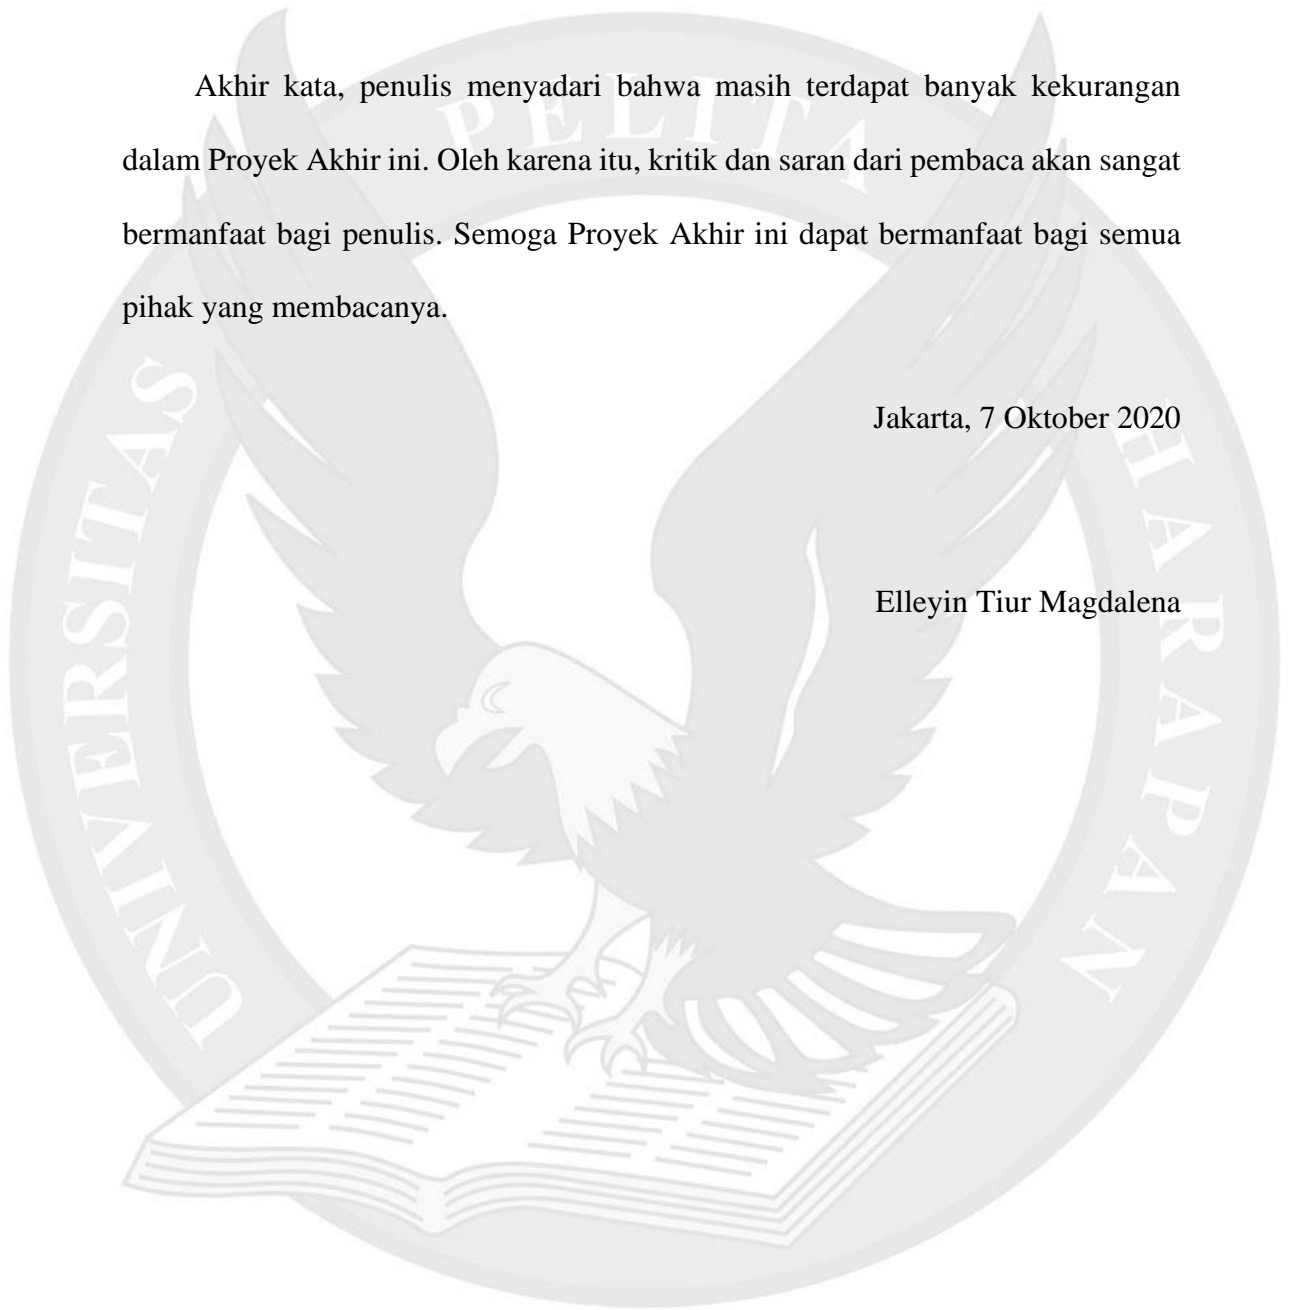 Akhir kata, penulis menyadari bahwa masih terdapat banyak kekurangan
dalam Proyek Akhir ini. Oleh karena itu, kritik dan saran dari pembaca akan sangat
bermanfaat bagi penulis. Semoga Proyek Akhir ini dapat bermanfaat bagi semua
pihak yang membacanya.
Jakarta, 7 Oktober 2020
Elleyin Tiur Magdalena
UNIVERSITAS PELITA HARAPAN